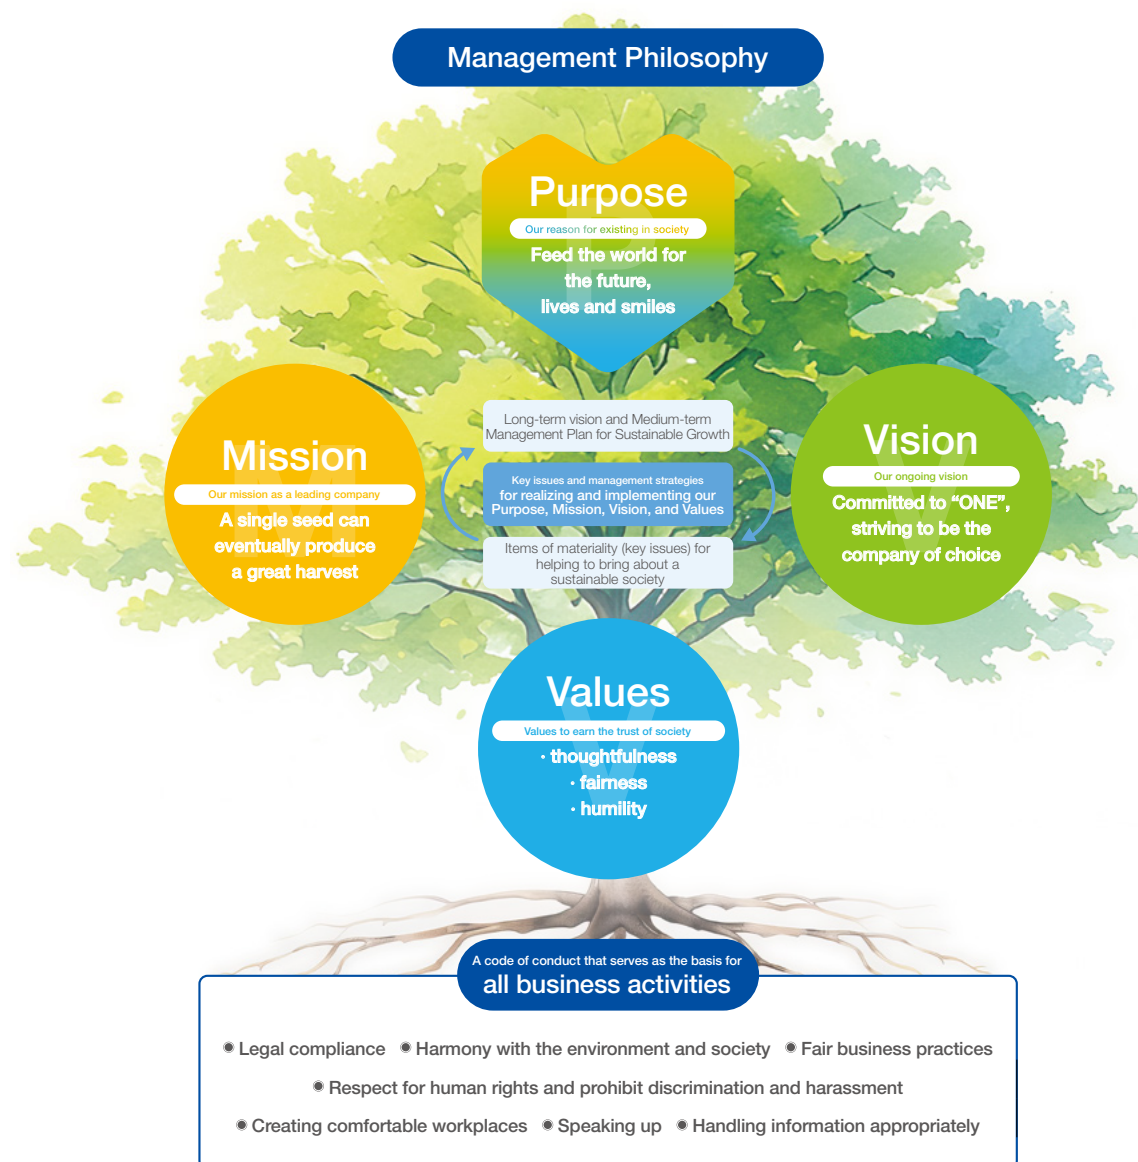 Management Philosophy
Purpose
Our reason for existing in society
Feed the world for
the future,
lives and smiles
Mission
Our mission as a leading company
A single seed can
eventually produce
a great harvest
Long-term vision and Medium-term
Management Plan for Sustainable Growth
Key issues and management strategies
for realizing and implementing our
Purpose, Mission, Vision, and Values
Items of materiality (key issues) for
helping to bring about a
sustainable society
Vision
Our ongoing vision
Committed to “ONE”,
striving to be the
company of choice
Values
Values to earn the trust of society
· thoughtfulness
· fairness
· humility
A code of conduct that serves as the basis for
all business activities
◉ Legal compliance ◉ Harmony with the environment and society ◉ Fair business practices
◉ Respect for human rights and prohibit discrimination and harassment
◉ Creating comfortable workplaces ◉ Speaking up ◉ Handling information appropriately